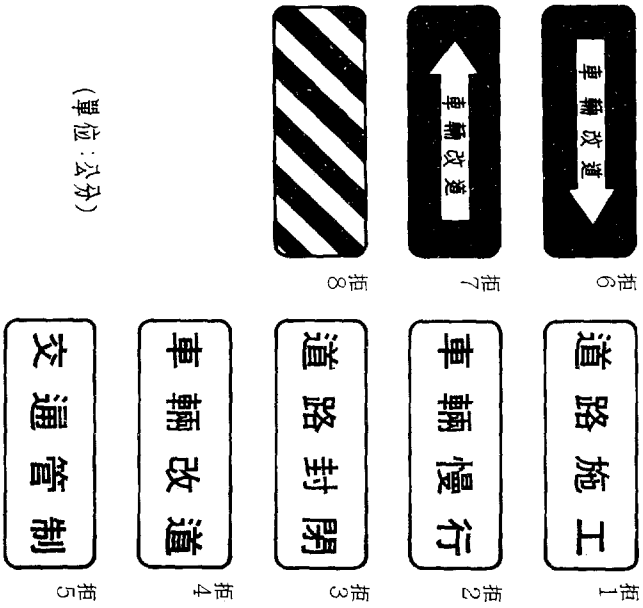 車輛改道
拒6
道路施工
拒1
車輛改道
拒7
車輛慢行
拒2
拒8
道路封閉
拒3
車輛改道
拒4
(單位：公分)
交通管制
拒5